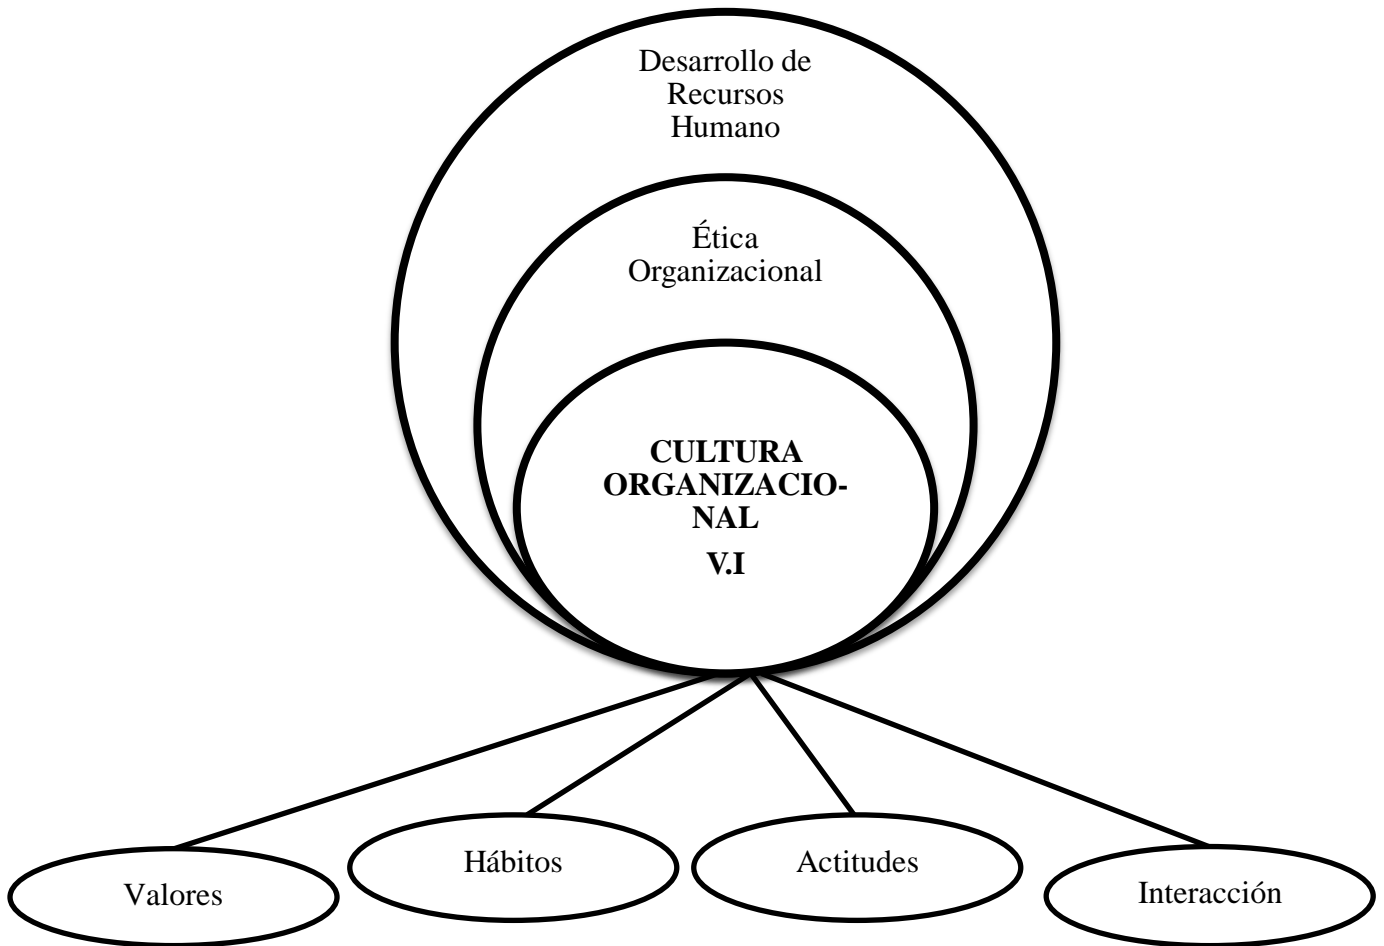 Desarrollo de
Recursos
Humano
Ética
Organizacional
CULTURA
ORGANIZACIO-
NAL
V.I
Valores
Hábitos
Actitudes
Interacción